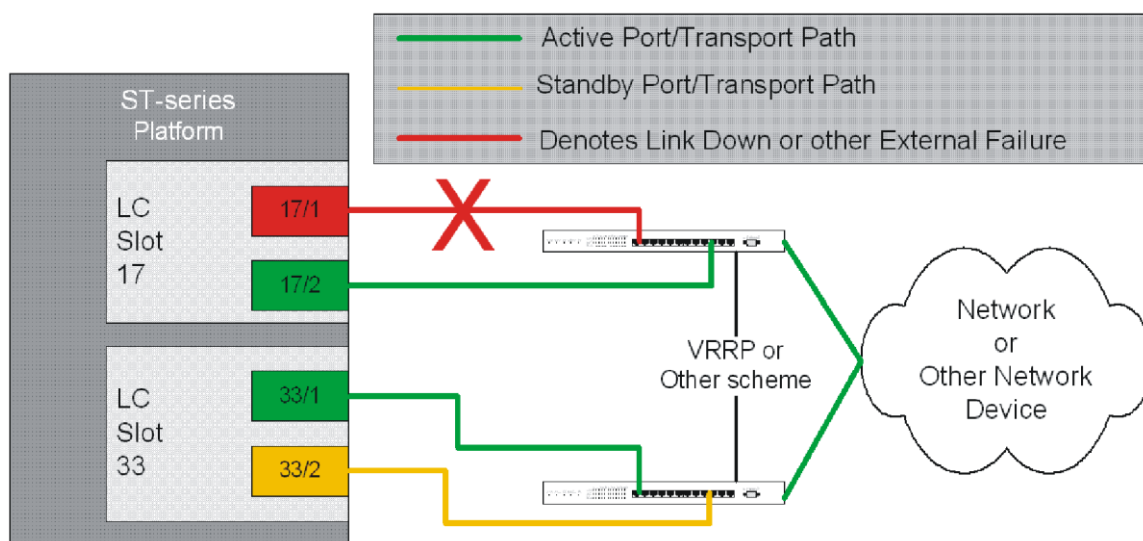 Active Port/Transport Path
Standby Port/Transport Path
Denotes Link Down or other External Failure
ST-series
Platform
LC
Slot
17
17/1
17/2
LC
Slot
33
33/1
33/2
VRRP or
Other scheme
Network
or
Other Network
Device